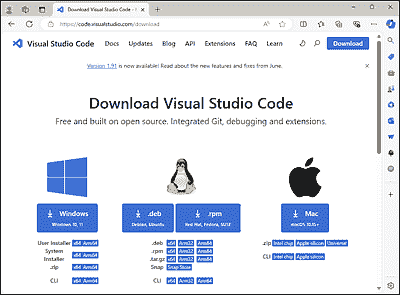 Download Visual Studio Code
https://code.visualstudio.com/download
Visual Studio Code Docs Updates Blog API Extensions FAQ Learn Download
Version 1.91 is now available! Read about the new features and fixes from June.
Download Visual Studio Code
Free and built on open source. Integrated Git, debugging and extensions.
Windows
Windows 10, 11
.deb
Debian, Ubuntu
.rpm
Red Hat, Fedora, SUSE
Mac
macOS 10.15+
User Installer x64 Arm64
System Installer x64 Arm64
.zip x64 Arm64
CLI x64 Arm64
.deb x64 Arm32 Arm64
.rpm x64 Arm32 Arm64
.tar.gz x64 Arm32 Arm64
Snap Snap Store
CLI x64 Arm32 Arm64
.zip Intel chip Apple silicon Universal
CLI Intel chip Apple silicon